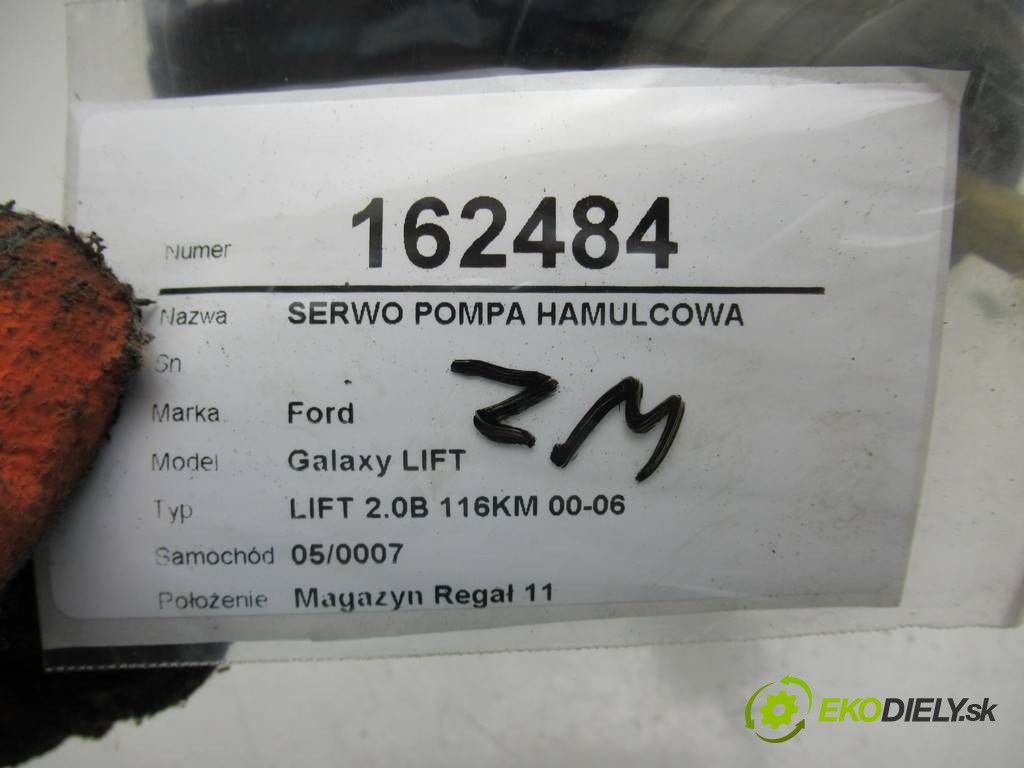 Numer 162484
Nazwa SERWO POMPA HAMULCOWA
Sn
ZM
Marka Ford
Model Galaxy LIFT
Typ LIFT 2.0B 116KM 00-06
Samochód 05/0007
Położenie Magazyn Regał 11
EKODIELY.sk